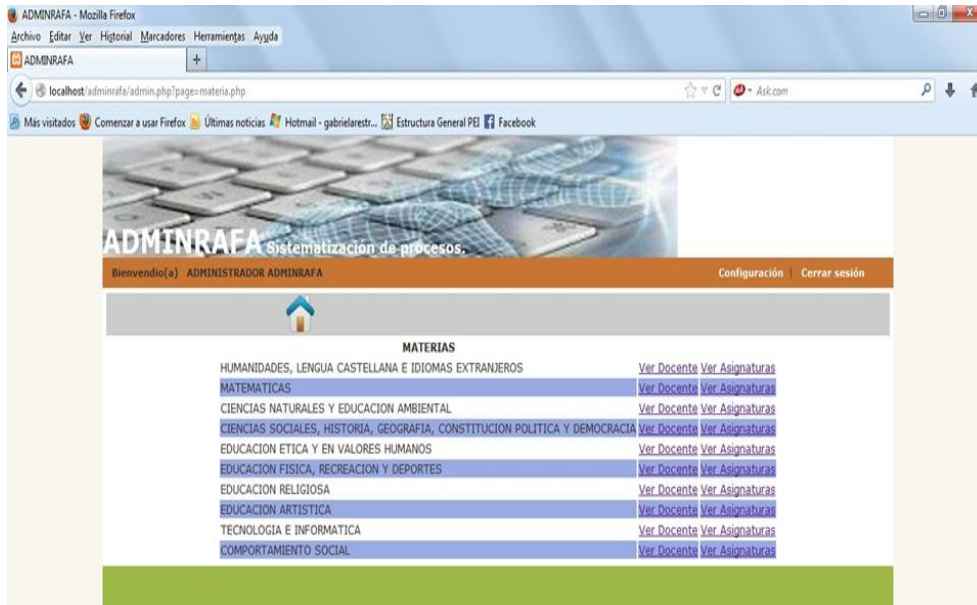 ADMINRAFA - Mozilla Firefox
Archivo Editar Ver Historial Marcadores Herramientas Ayuda
ADMINRAFA +
localhost/adminrafa/admin.php?page=materia.php Ask.com
Más visitados Comenzar a usar Firefox Últimas noticias Hotmail - gabrielarestr... Estructura General PEI Facebook
ADMINRAFA Sistematización de procesos.
Bienvendio(a) ADMINISTRADOR ADMINRAFA Configuración | Cerrar sesión
MATERIAS
HUMANIDADES, LENGUA CASTELLANA E IDIOMAS EXTRANJEROS Ver Docente Ver Asignaturas
MATEMATICAS Ver Docente Ver Asignaturas
CIENCIAS NATURALES Y EDUCACION AMBIENTAL Ver Docente Ver Asignaturas
CIENCIAS SOCIALES, HISTORIA, GEOGRAFIA, CONSTITUCION POLITICA Y DEMOCRACIA Ver Docente Ver Asignaturas
EDUCACION ETICA Y EN VALORES HUMANOS Ver Docente Ver Asignaturas
EDUCACION FISICA, RECREACION Y DEPORTES Ver Docente Ver Asignaturas
EDUCACION RELIGIOSA Ver Docente Ver Asignaturas
EDUCACION ARTISTICA Ver Docente Ver Asignaturas
TECNOLOGIA E INFORMATICA Ver Docente Ver Asignaturas
COMPORTAMIENTO SOCIAL Ver Docente Ver Asignaturas